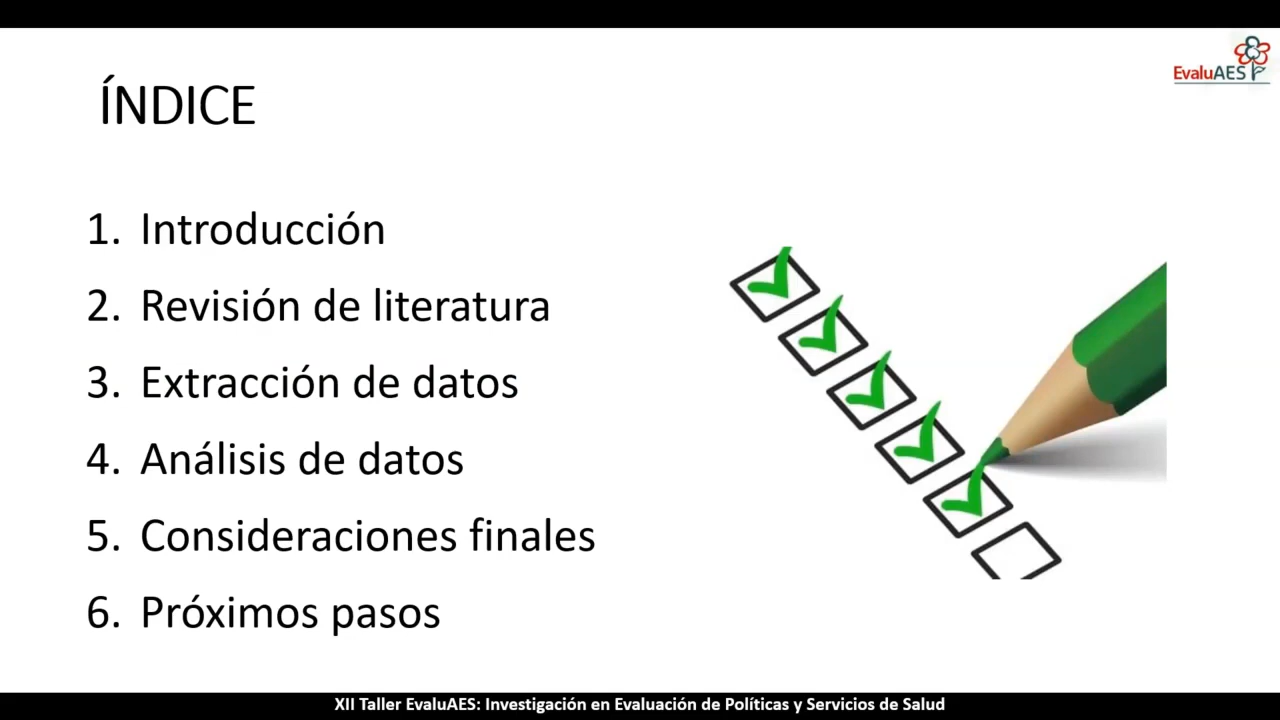 EvaluAES
ÍNDICE
1. Introducción
2. Revisión de literatura
3. Extracción de datos
4. Análisis de datos
5. Consideraciones finales
6. Próximos pasos
XII Taller EvaluAES: Investigación en Evaluación de Políticas y Servicios de Salud